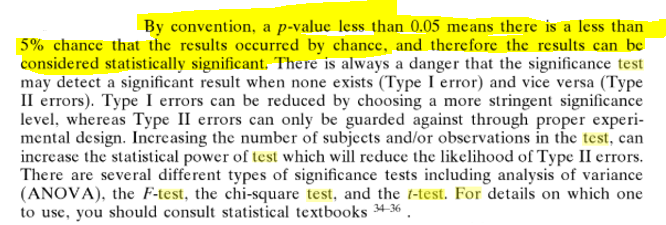 By convention, a p-value less than 0.05 means there is a less than
5% chance that the results occurred by chance, and therefore the results can be
considered statistically significant. There is always a danger that the significance test
may detect a significant result when none exists (Type I error) and vice versa (Type
II errors). Type I errors can be reduced by choosing a more stringent significance
level, whereas Type II errors can only be guarded against through proper experi-
mental design. Increasing the number of subjects and/or observations in the test, can
increase the statistical power of test which will reduce the likelihood of Type II errors.
There are several different types of significance tests including analysis of variance
(ANOVA), the F-test, the chi-square test, and the t-test. For details on which one
to use, you should consult statistical textbooks 34–36 .